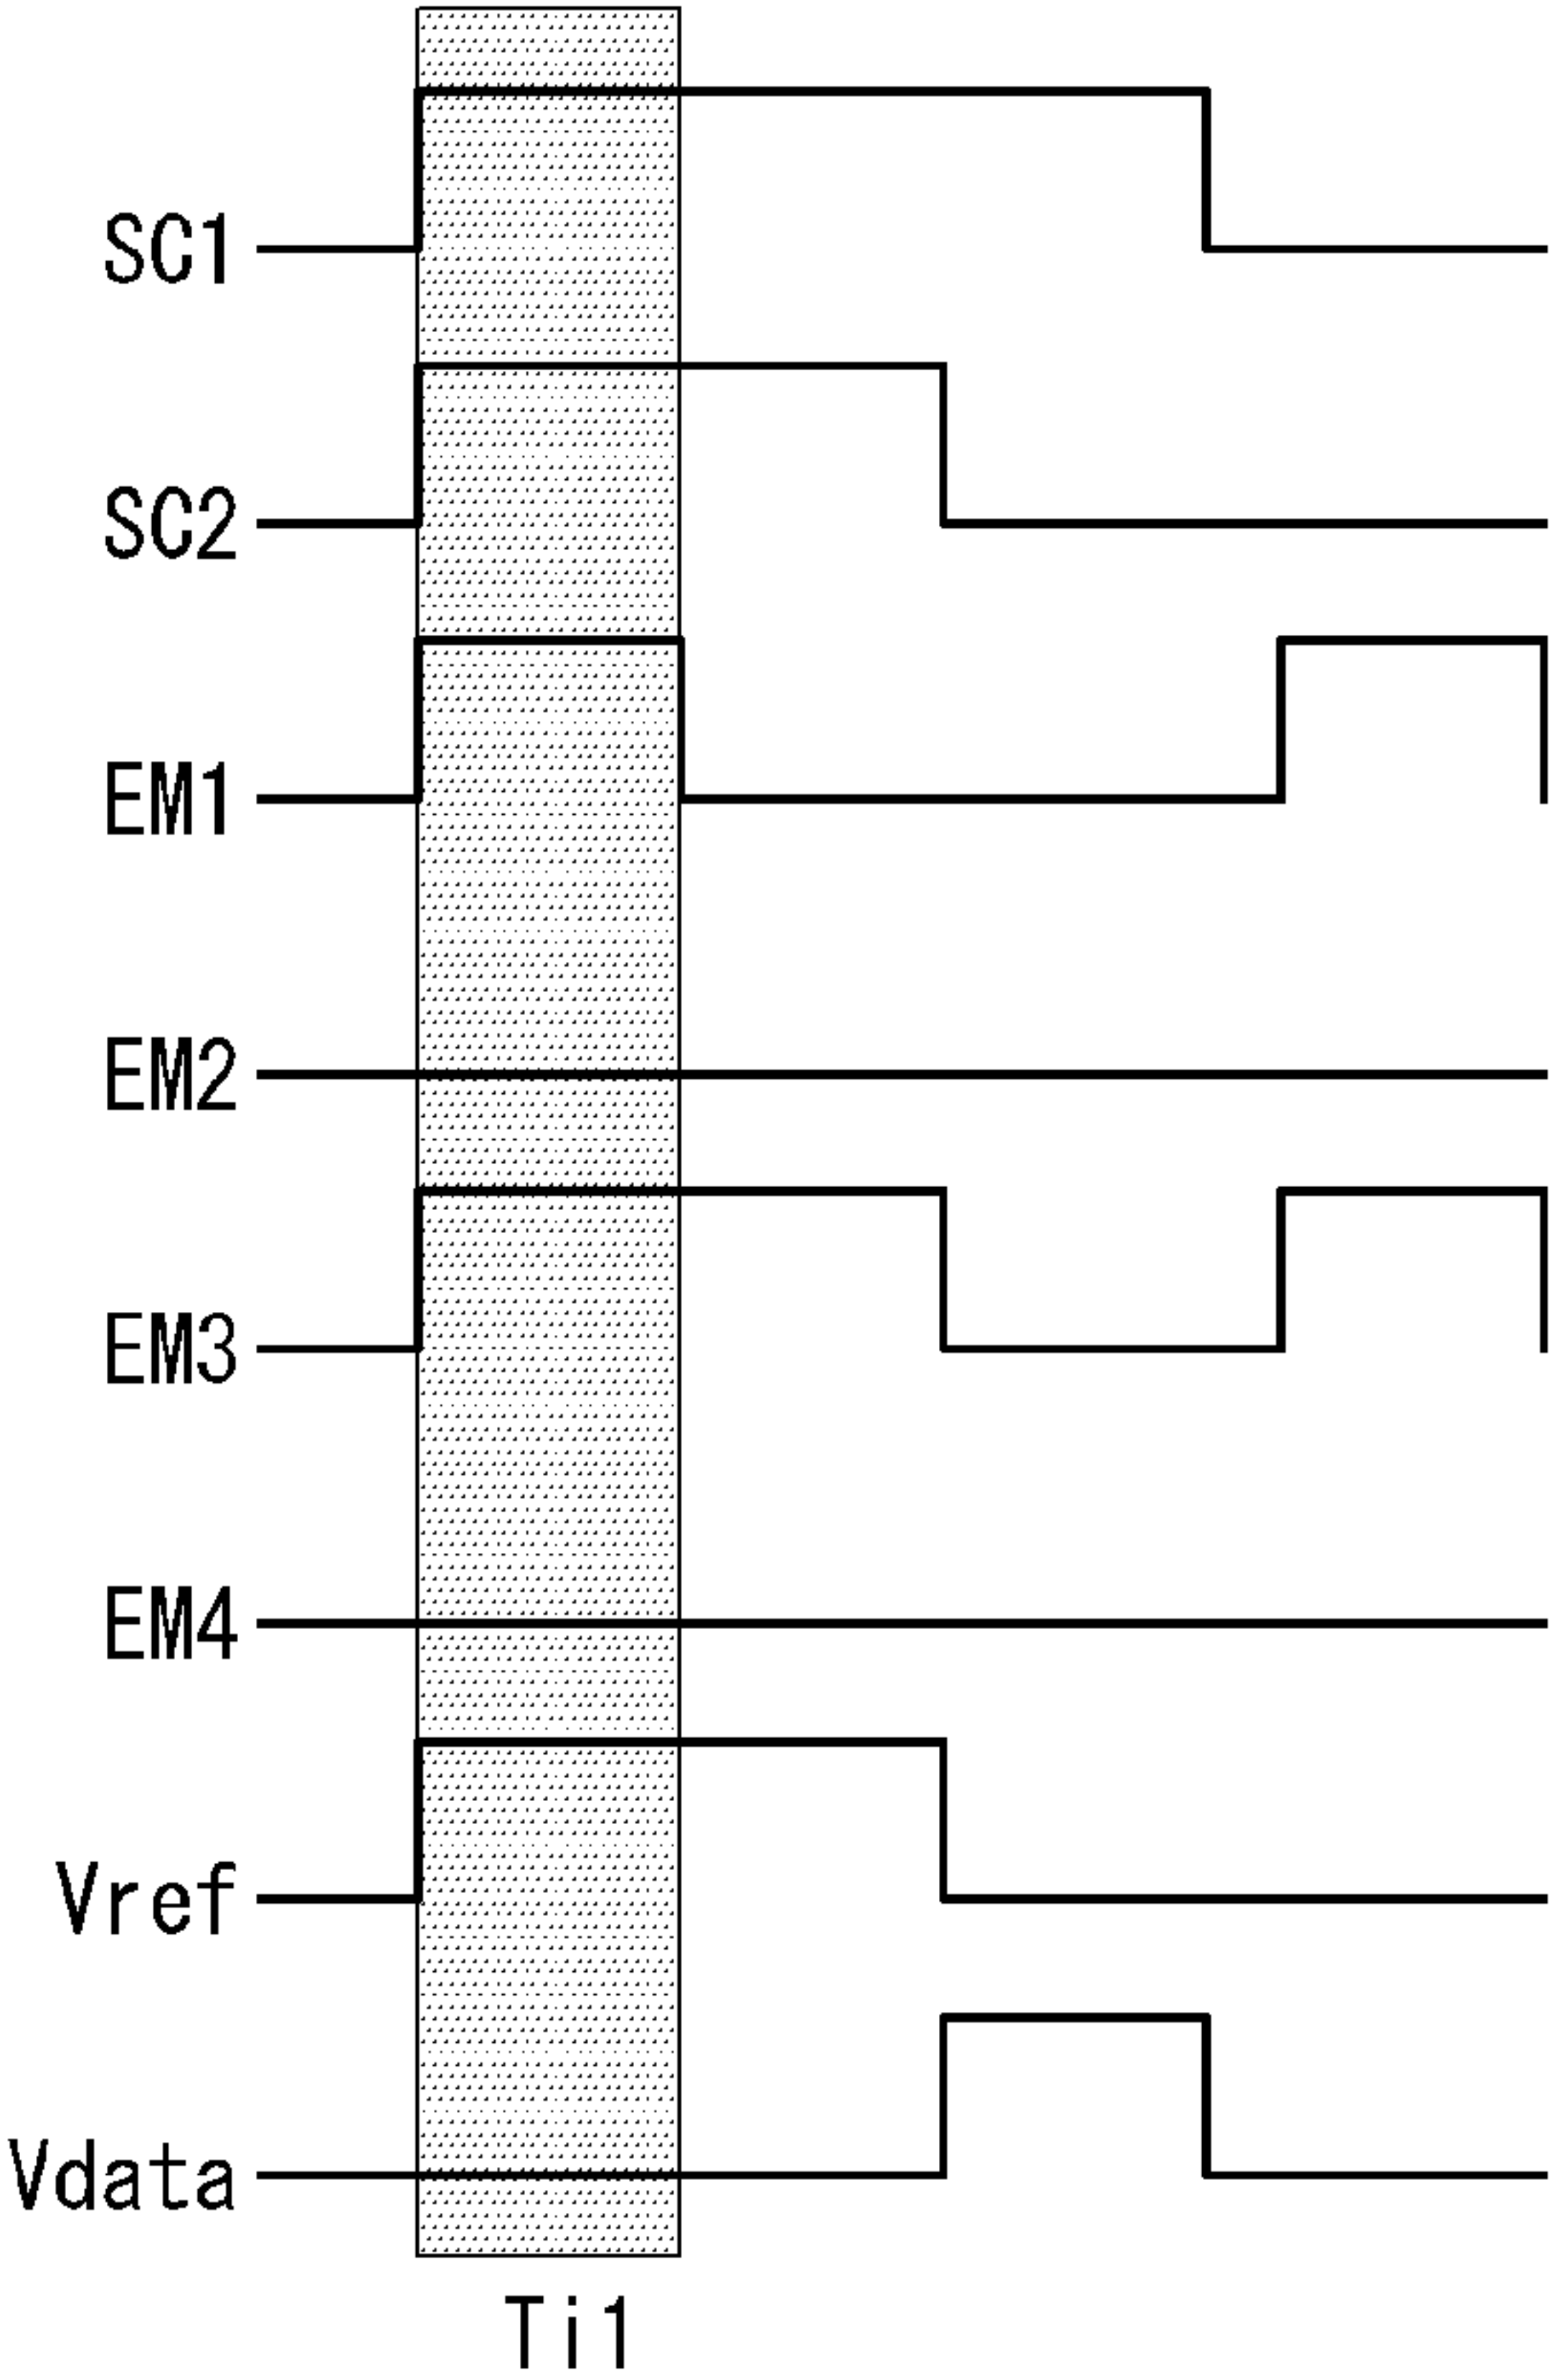 SC1
SC2
EM1
EM2
EM3
EM4
Vref
Vdata
Ti1